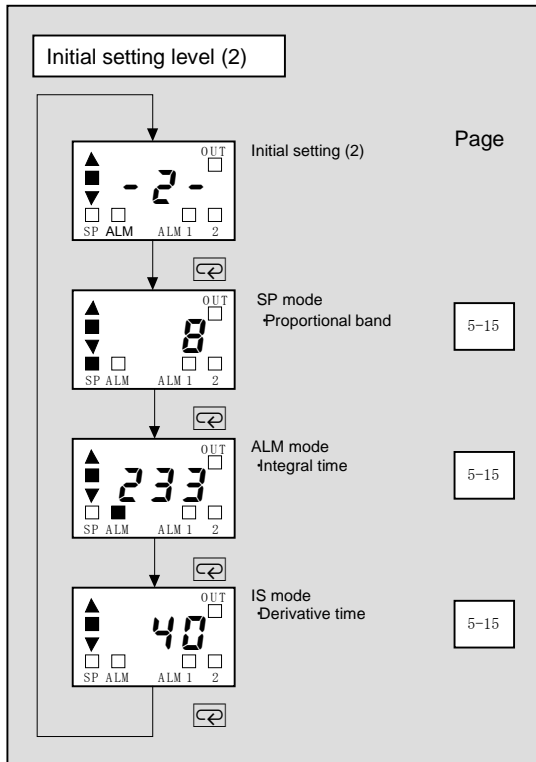 Initial setting level (2)
Page
OUT
Initial setting (2)
- 2 -
SP ALM ALM 1 2
OUT
SP mode
·Proportional band
8
5-15
SP ALM ALM 1 2
OUT
ALM mode
·Integral time
233
5-15
SP ALM ALM 1 2
OUT
IS mode
·Derivative time
40
5-15
SP ALM ALM 1 2